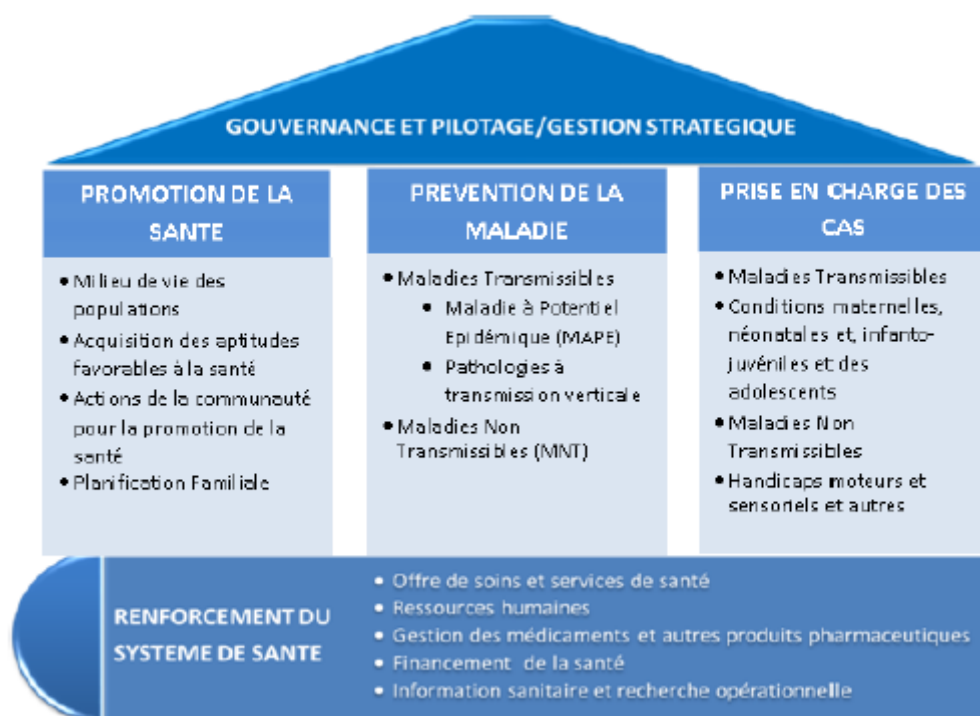 GOUVERNANCE ET PILOTAGE/GESTION STRATEGIQUE
PROMOTION DE LA
SANTE
• Milieu de vie des
populations
• Acquisition des aptitudes
favorables à la santé
• Actions de la communauté
pour la promotion de la
santé
• Planification Familiale
PREVENTION DE LA
MALADIE
• Maladies Transmissibles
• Maladie à Potentiel
Epidémique (MAPE)
• Pathologies à
transmission verticale
• Maladies Non
Transmissibles (MNT)
PRISE EN CHARGE DES
CAS
• Maladies Transmissibles
• Conditions maternelles,
néonatales et, infanto-
juvéniles et des
adolescents
• Maladies Non
Transmissibles
• Handicaps moteurs et
sensoriels et autres
RENFORCEMENT DU
SYSTEME DE SANTE
• Offre de soins et services de santé
• Ressources humaines
• Gestion des médicaments et autres produits pharmaceutiques
• Financement de la santé
• Information sanitaire et recherche opérationnelle